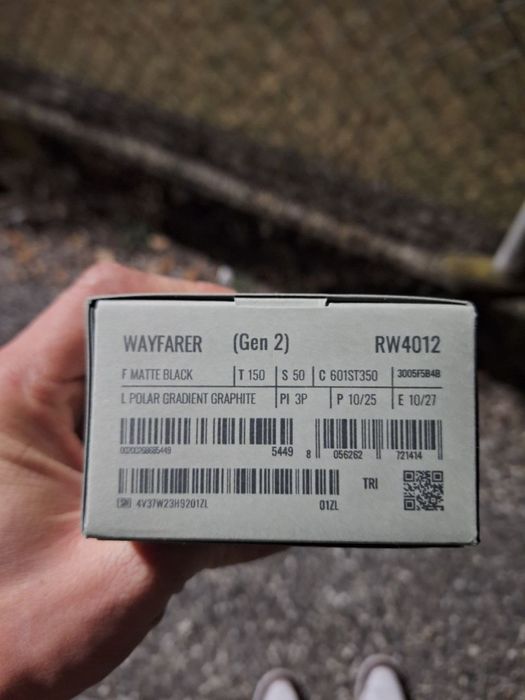 WAYFARER (Gen 2) RW4012
F MATTE BLACK T 150 S 50 C 601ST350 3005F5B4B
L POLAR GRADIENT GRAPHITE PI 3P P 10/25 E 10/27
5449 8 056262 721414
SN 4V37W23H9201ZL 01ZL
TRI